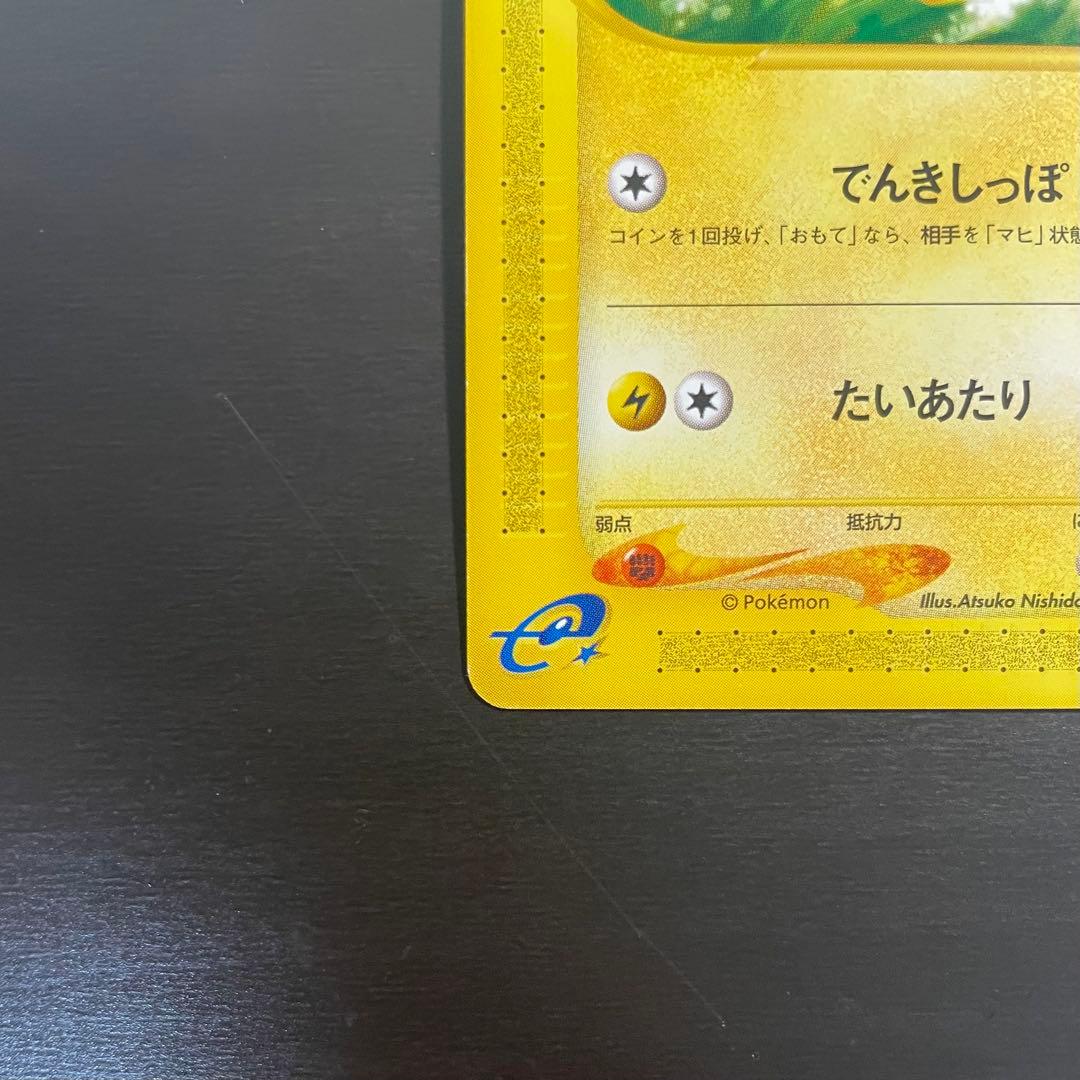 でんきしっぽ
コインを1回投げ、「おもて」なら、相手を「マヒ」状態
たいあたり
弱点 抵抗力
© Pokémon Illus.Atsuko Nishida